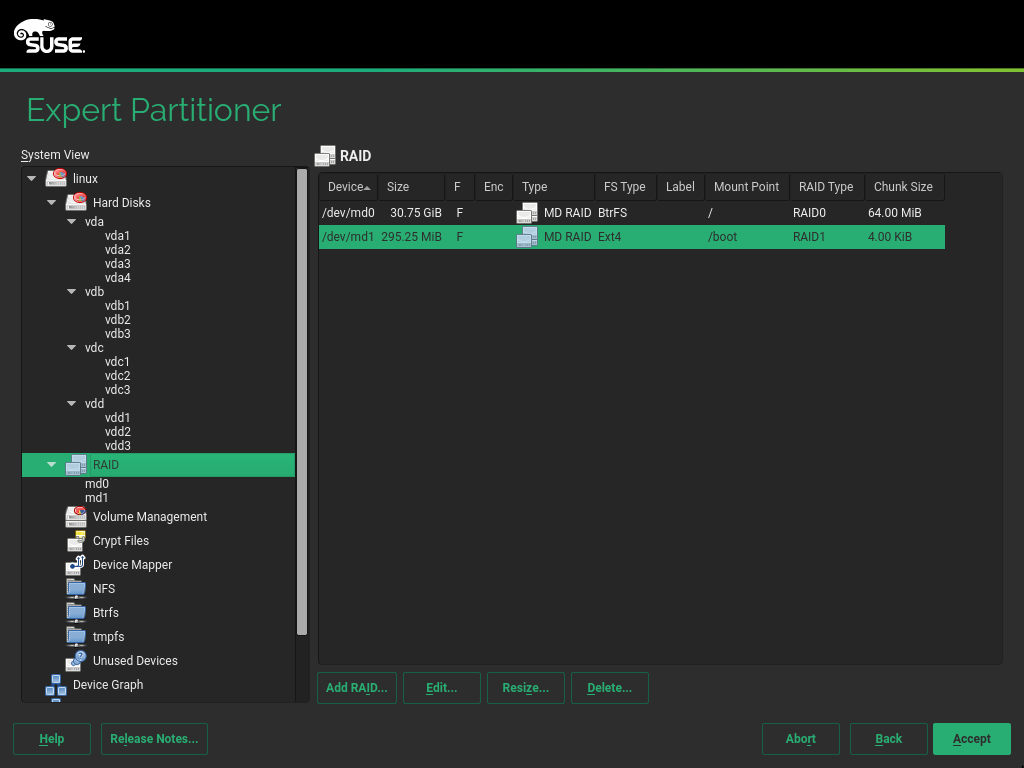 SUSE.
Expert Partitioner
System View
linux
Hard Disks
vda
vda1
vda2
vda3
vda4
vdb
vdb1
vdb2
vdb3
vdc
vdc1
vdc2
vdc3
vdd
vdd1
vdd2
vdd3
RAID
md0
md1
Volume Management
Crypt Files
Device Mapper
NFS
Btrfs
tmpfs
Unused Devices
Device Graph
RAID
Device Size F Enc Type FS Type Label Mount Point RAID Type Chunk Size
/dev/md0 30.75 GiB F MD RAID BtrFS / RAID0 64.00 MiB
/dev/md1 295.25 MiB F MD RAID Ext4 /boot RAID1 4.00 KiB
Add RAID... Edit... Resize... Delete...
Help Release Notes... Abort Back Accept